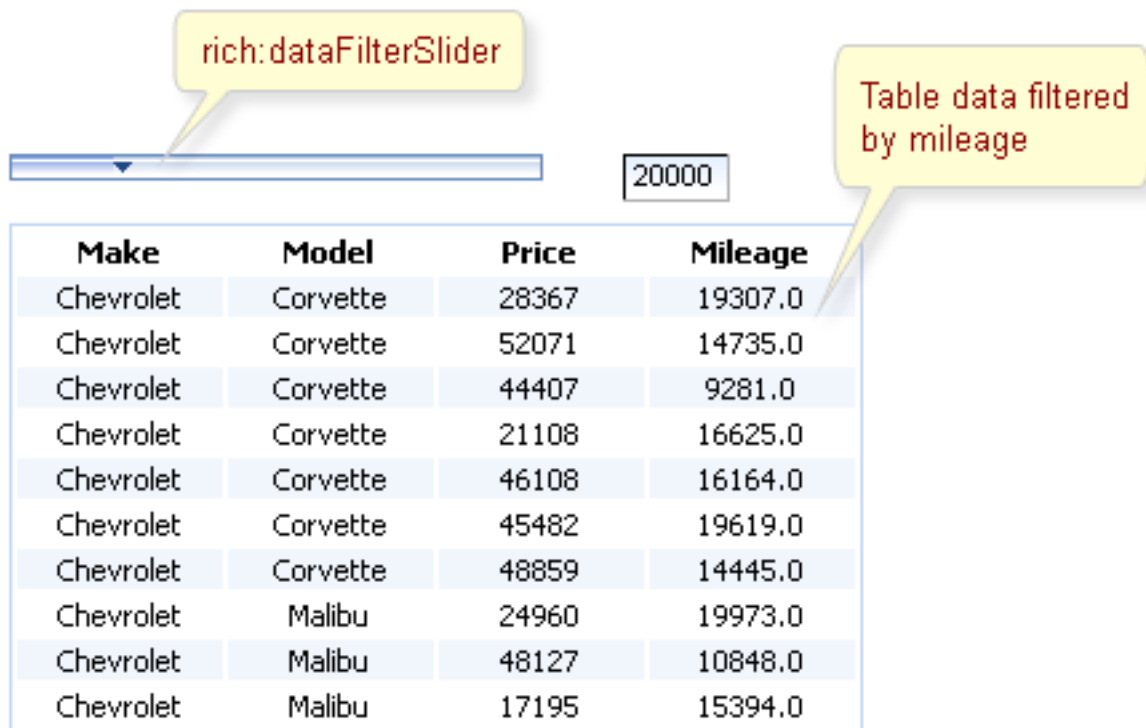 rich:dataFilterSlider
Table data filtered
by mileage
20000
Make Model Price Mileage
Chevrolet Corvette 28367 19307.0
Chevrolet Corvette 52071 14735.0
Chevrolet Corvette 44407 9281.0
Chevrolet Corvette 21108 16625.0
Chevrolet Corvette 46108 16164.0
Chevrolet Corvette 45482 19619.0
Chevrolet Corvette 48859 14445.0
Chevrolet Malibu 24960 19973.0
Chevrolet Malibu 48127 10848.0
Chevrolet Malibu 17195 15394.0